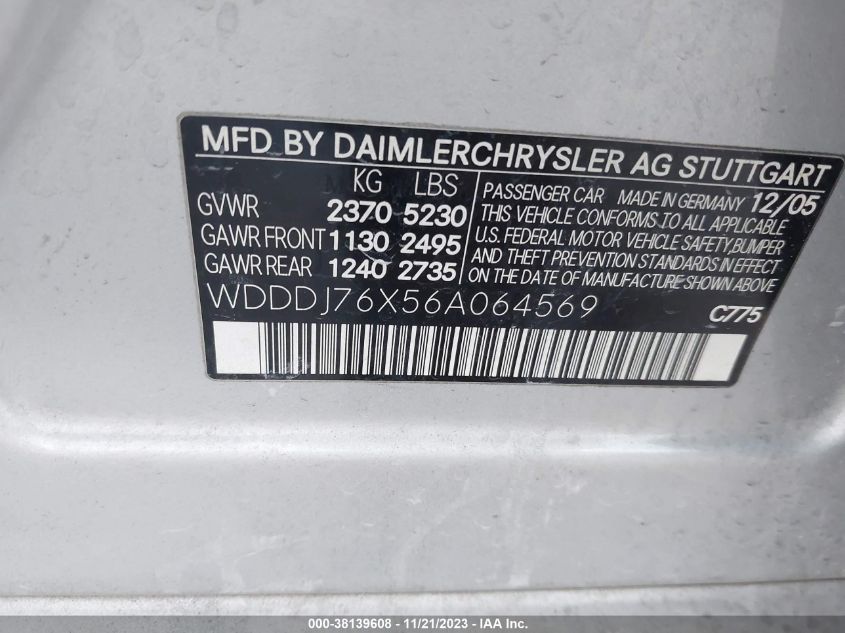 MFD BY DAIMLERCHRYSLER AG STUTTGART
KG LBS
GVWR 2370 5230
GAWR FRONT 1130 2495
GAWR REAR 1240 2735
PASSENGER CAR MADE IN GERMANY 12/05
THIS VEHICLE CONFORMS TO ALL APPLICABLE
U.S. FEDERAL MOTOR VEHICLE SAFETY,BUMPER
AND THEFT PREVENTION STANDARDS IN EFFECT
ON THE DATE OF MANUFACTURE SHOWN ABOVE
WDDDJ76X56A064569
C775
000-38139608 - 11/21/2023 - IAA Inc.